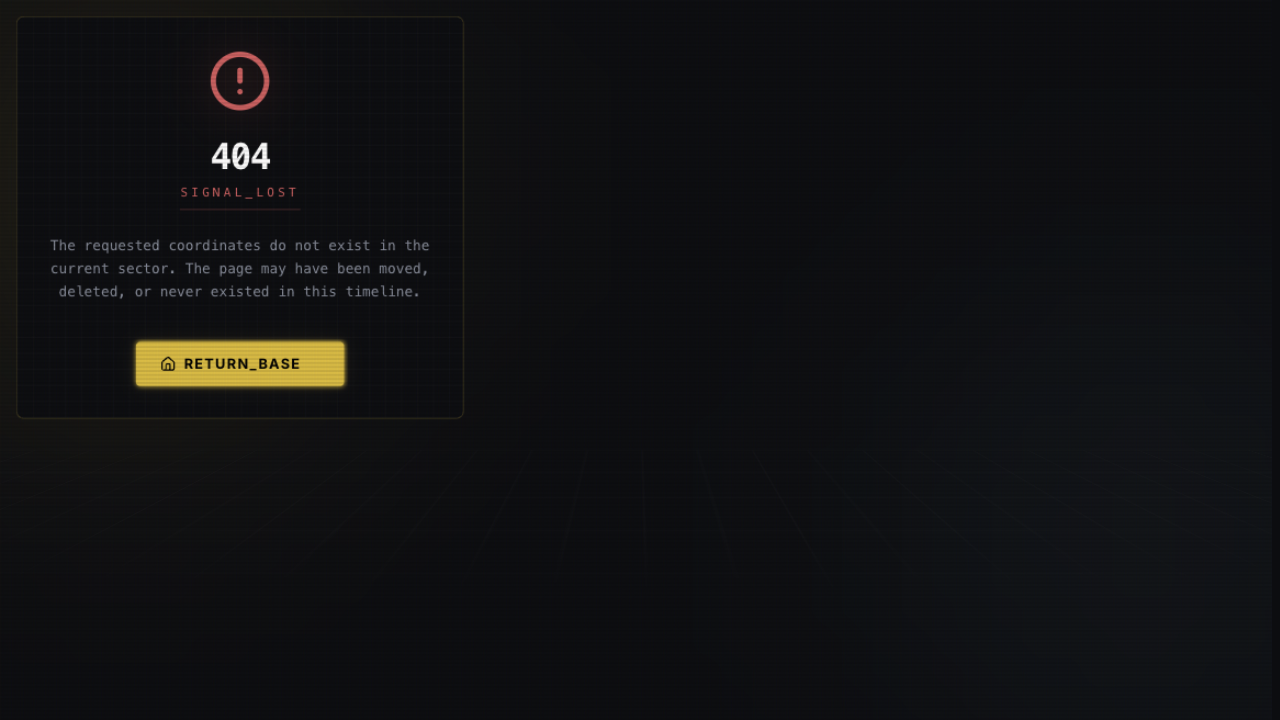 404
SIGNAL_LOST
The requested coordinates do not exist in the
current sector. The page may have been moved,
deleted, or never existed in this timeline.
RETURN_BASE